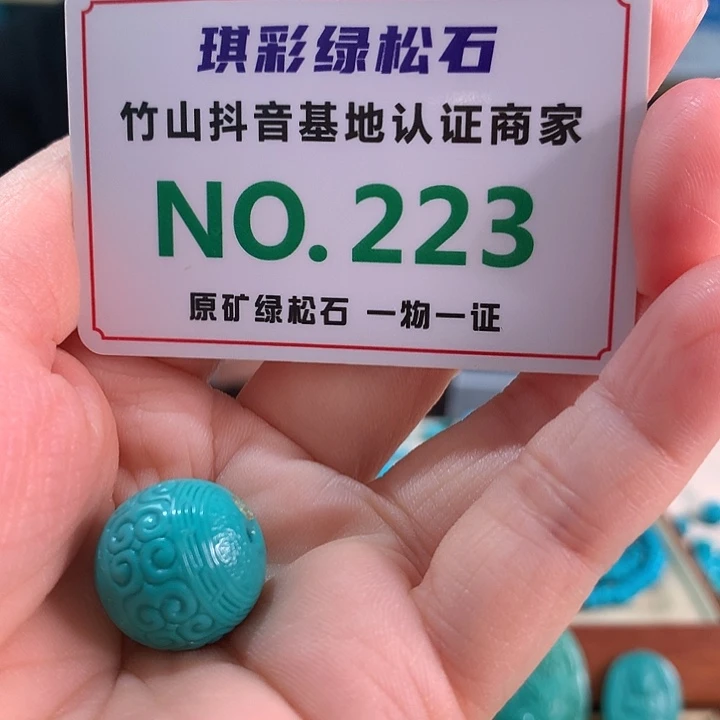 琪彩绿松石
竹山抖音基地认证商家
NO.223
原矿绿松石 一物一证